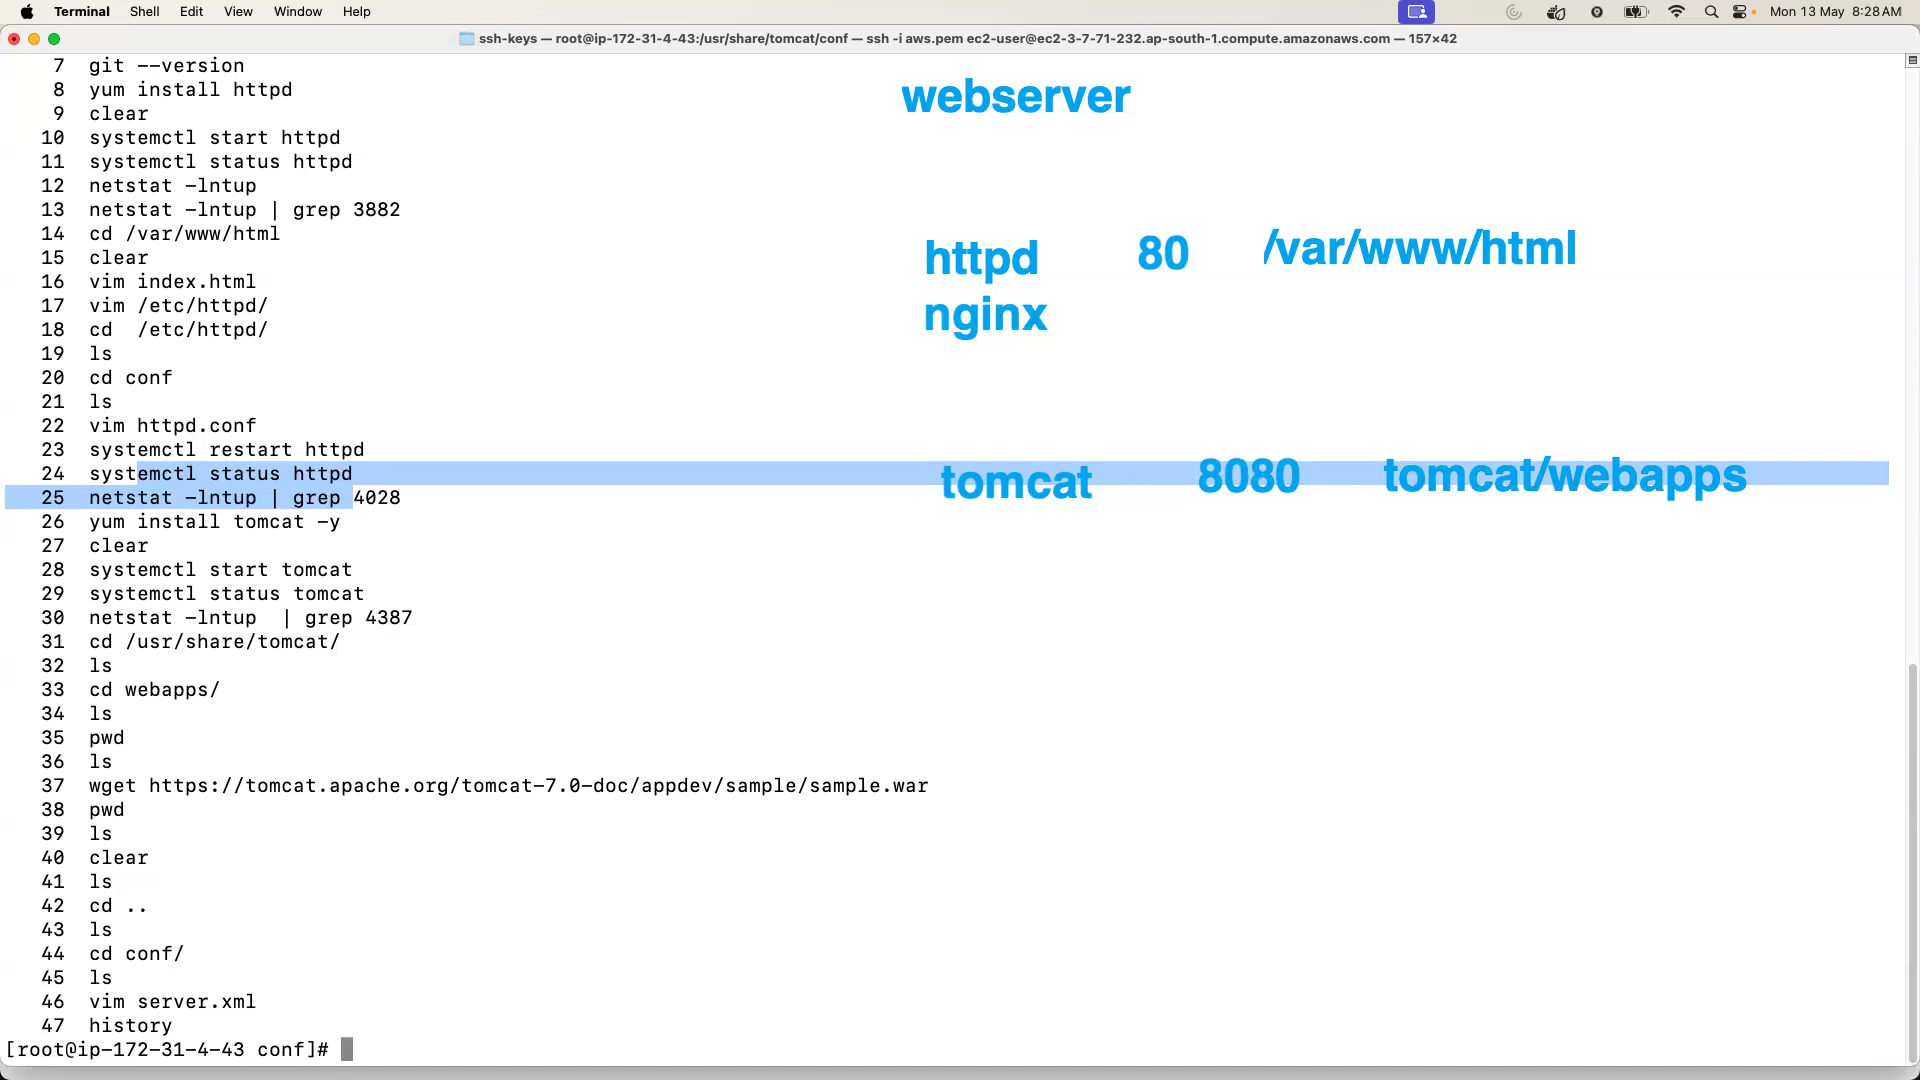 Terminal Shell Edit View Window Help Mon 13 May 8:28 AM
ssh-keys — root@ip-172-31-4-43:/usr/share/tomcat/conf — ssh -i aws.pem ec2-user@ec2-3-7-71-232.ap-south-1.compute.amazonaws.com — 157×42
7 git --version
8 yum install httpd
9 clear
10 systemctl start httpd
11 systemctl status httpd
12 netstat -lntup
13 netstat -lntup | grep 3882
14 cd /var/www/html
15 clear
16 vim index.html
17 vim /etc/httpd/
18 cd  /etc/httpd/
19 ls
20 cd conf
21 ls
22 vim httpd.conf
23 systemctl restart httpd
24 systemctl status httpd
25 netstat -lntup | grep 4028
26 yum install tomcat -y
27 clear
28 systemctl start tomcat
29 systemctl status tomcat
30 netstat -lntup  | grep 4387
31 cd /usr/share/tomcat/
32 ls
33 cd webapps/
34 ls
35 pwd
36 ls
37 wget https://tomcat.apache.org/tomcat-7.0-doc/appdev/sample/sample.war
38 pwd
39 ls
40 clear
41 ls
42 cd ..
43 ls
44 cd conf/
45 ls
46 vim server.xml
47 history
[root@ip-172-31-4-43 conf]#
webserver
httpd 80 /var/www/html
nginx
tomcat 8080 tomcat/webapps